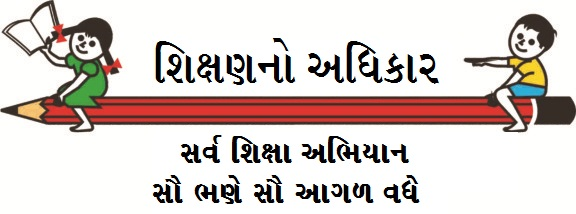 શિક્ષણનો અધિકાર
સર્વ શિક્ષા અભિયાન
સૌ ભણે સૌ આગળ વધે